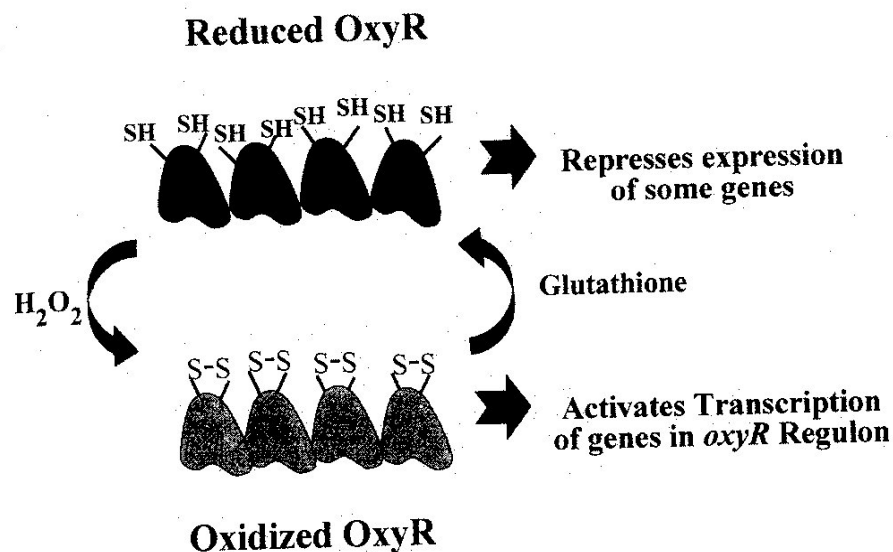 Reduced OxyR
SH SH SH SH SH SH SH SH
Represses expression
of some genes
H₂O₂
Glutathione
S-S S-S S-S S-S
Activates Transcription
of genes in oxyR Regulon
Oxidized OxyR